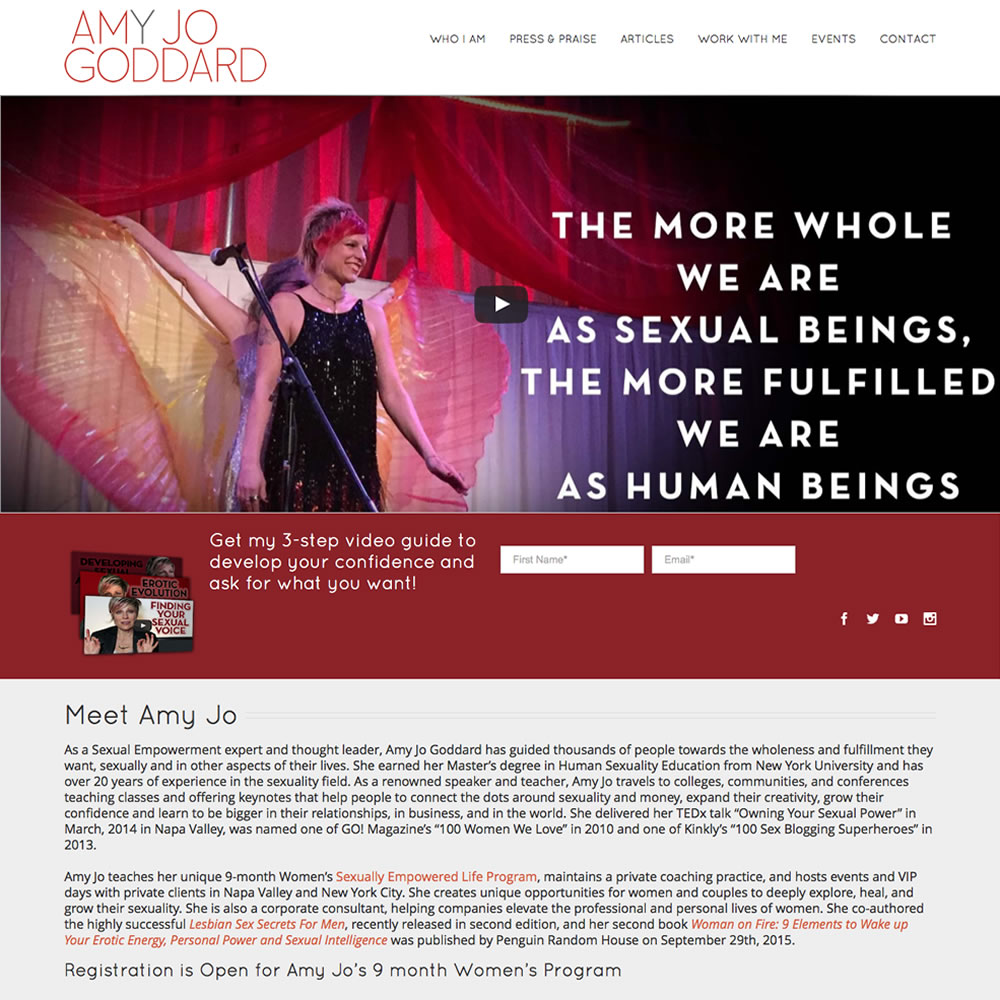 AMY JO
GODDARD
WHO I AM PRESS & PRAISE ARTICLES WORK WITH ME EVENTS CONTACT
THE MORE WHOLE
WE ARE
AS SEXUAL BEINGS,
THE MORE FULFILLED
WE ARE
AS HUMAN BEINGS
DEVELOPING
SEXUAL
EROTIC
EVOLUTION
FINDING
YOUR
SEXUAL
VOICE
Get my 3-step video guide to
develop your confidence and
ask for what you want!
First Name* Email*
Meet Amy Jo
As a Sexual Empowerment expert and thought leader, Amy Jo Goddard has guided thousands of people towards the wholeness and fulfillment they
want, sexually and in other aspects of their lives. She earned her Master's degree in Human Sexuality Education from New York University and has
over 20 years of experience in the sexuality field. As a renowned speaker and teacher, Amy Jo travels to colleges, communities, and conferences
teaching classes and offering keynotes that help people to connect the dots around sexuality and money, expand their creativity, grow their
confidence and learn to be bigger in their relationships, in business, and in the world. She delivered her TEDx talk “Owning Your Sexual Power” in
March, 2014 in Napa Valley, was named one of GO! Magazine’s “100 Women We Love” in 2010 and one of Kinkly’s “100 Sex Blogging Superheroes” in
2013.
Amy Jo teaches her unique 9-month Women’s Sexually Empowered Life Program, maintains a private coaching practice, and hosts events and VIP
days with private clients in Napa Valley and New York City. She creates unique opportunities for women and couples to deeply explore, heal, and
grow their sexuality. She is also a corporate consultant, helping companies elevate the professional and personal lives of women. She co-authored
the highly successful Lesbian Sex Secrets For Men, recently released in second edition, and her second book Woman on Fire: 9 Elements to Wake up
Your Erotic Energy, Personal Power and Sexual Intelligence was published by Penguin Random House on September 29th, 2015.
Registration is Open for Amy Jo’s 9 month Women’s Program